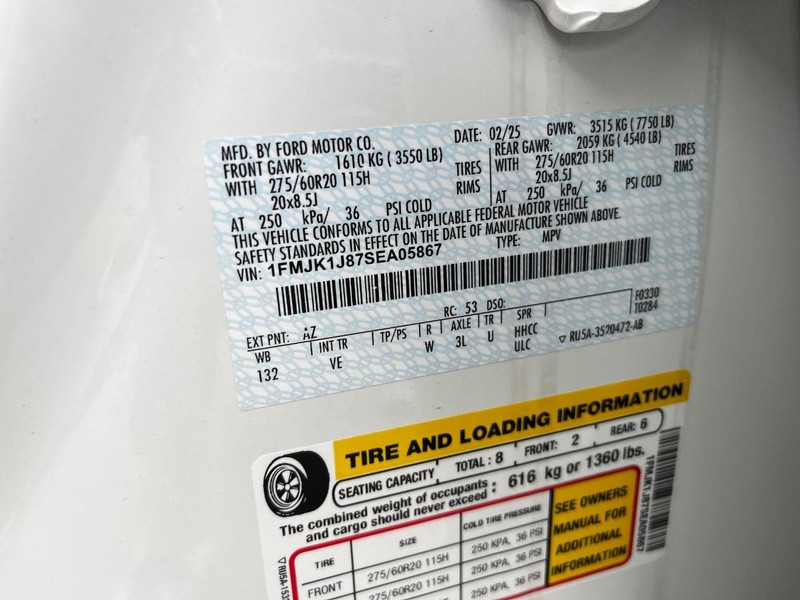 MFD. BY FORD MOTOR CO.
DATE: 02/25 GVWR: 3515 KG ( 7750 LB)
FRONT GAWR: 1610 KG ( 3550 LB) REAR GAWR: 2059 KG ( 4540 LB)
WITH 275/60R20 115H TIRES WITH 275/60R20 115H TIRES
20x8.5J RIMS 20x8.5J RIMS
AT 250 kPa/ 36 PSI COLD AT 250 kPa/ 36 PSI COLD
THIS VEHICLE CONFORMS TO ALL APPLICABLE FEDERAL MOTOR VEHICLE
SAFETY STANDARDS IN EFFECT ON THE DATE OF MANUFACTURE SHOWN ABOVE.
VIN: 1FMJK1J87SEA05867 TYPE: MPV
F0330
EXT PNT: AZ RC: 53 DSO: T0284
WB INT TR TP/PS R AXLE TR SPR
132 VE W 3L U HHCC
ULC ▽ RU5A-3520472-AB
TIRE AND LOADING INFORMATION
SEATING CAPACITY TOTAL : 8 FRONT: 2 REAR: 6
The combined weight of occupants
and cargo should never exceed : 616 kg or 1360 lbs.
TIRE SIZE COLD TIRE PRESSURE
FRONT 275/60R20 115H 250 KPA, 36 PSI
275/60R20 115H 250 KPA, 36 PSI
SEE OWNERS
MANUAL FOR
ADDITIONAL
INFORMATION
1FMJK1J87SEA05867